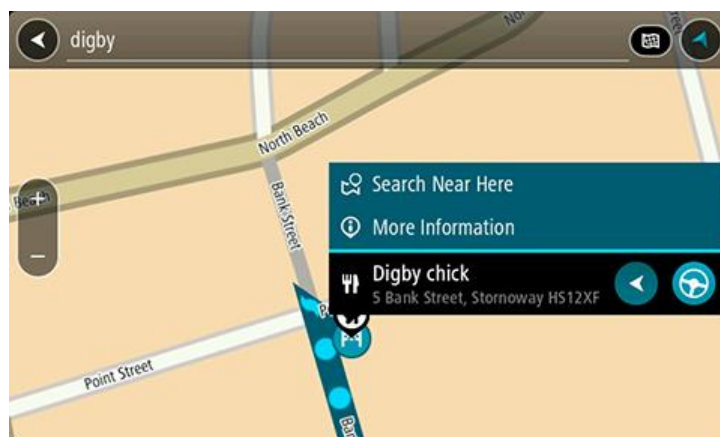 digby
North Beach
Beach
Bank Street
Search Near Here
More Information
Digby chick
5 Bank Street, Stornoway HS12XF
Point Street